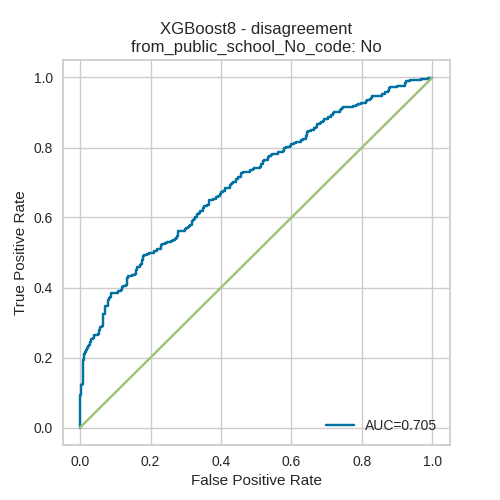 XGBoost8 - disagreement
from_public_school_No_code: No
1.0
0.8
0.6
0.4
0.2
0.0
True Positive Rate
0.0 0.2 0.4 0.6 0.8 1.0
False Positive Rate
AUC=0.705